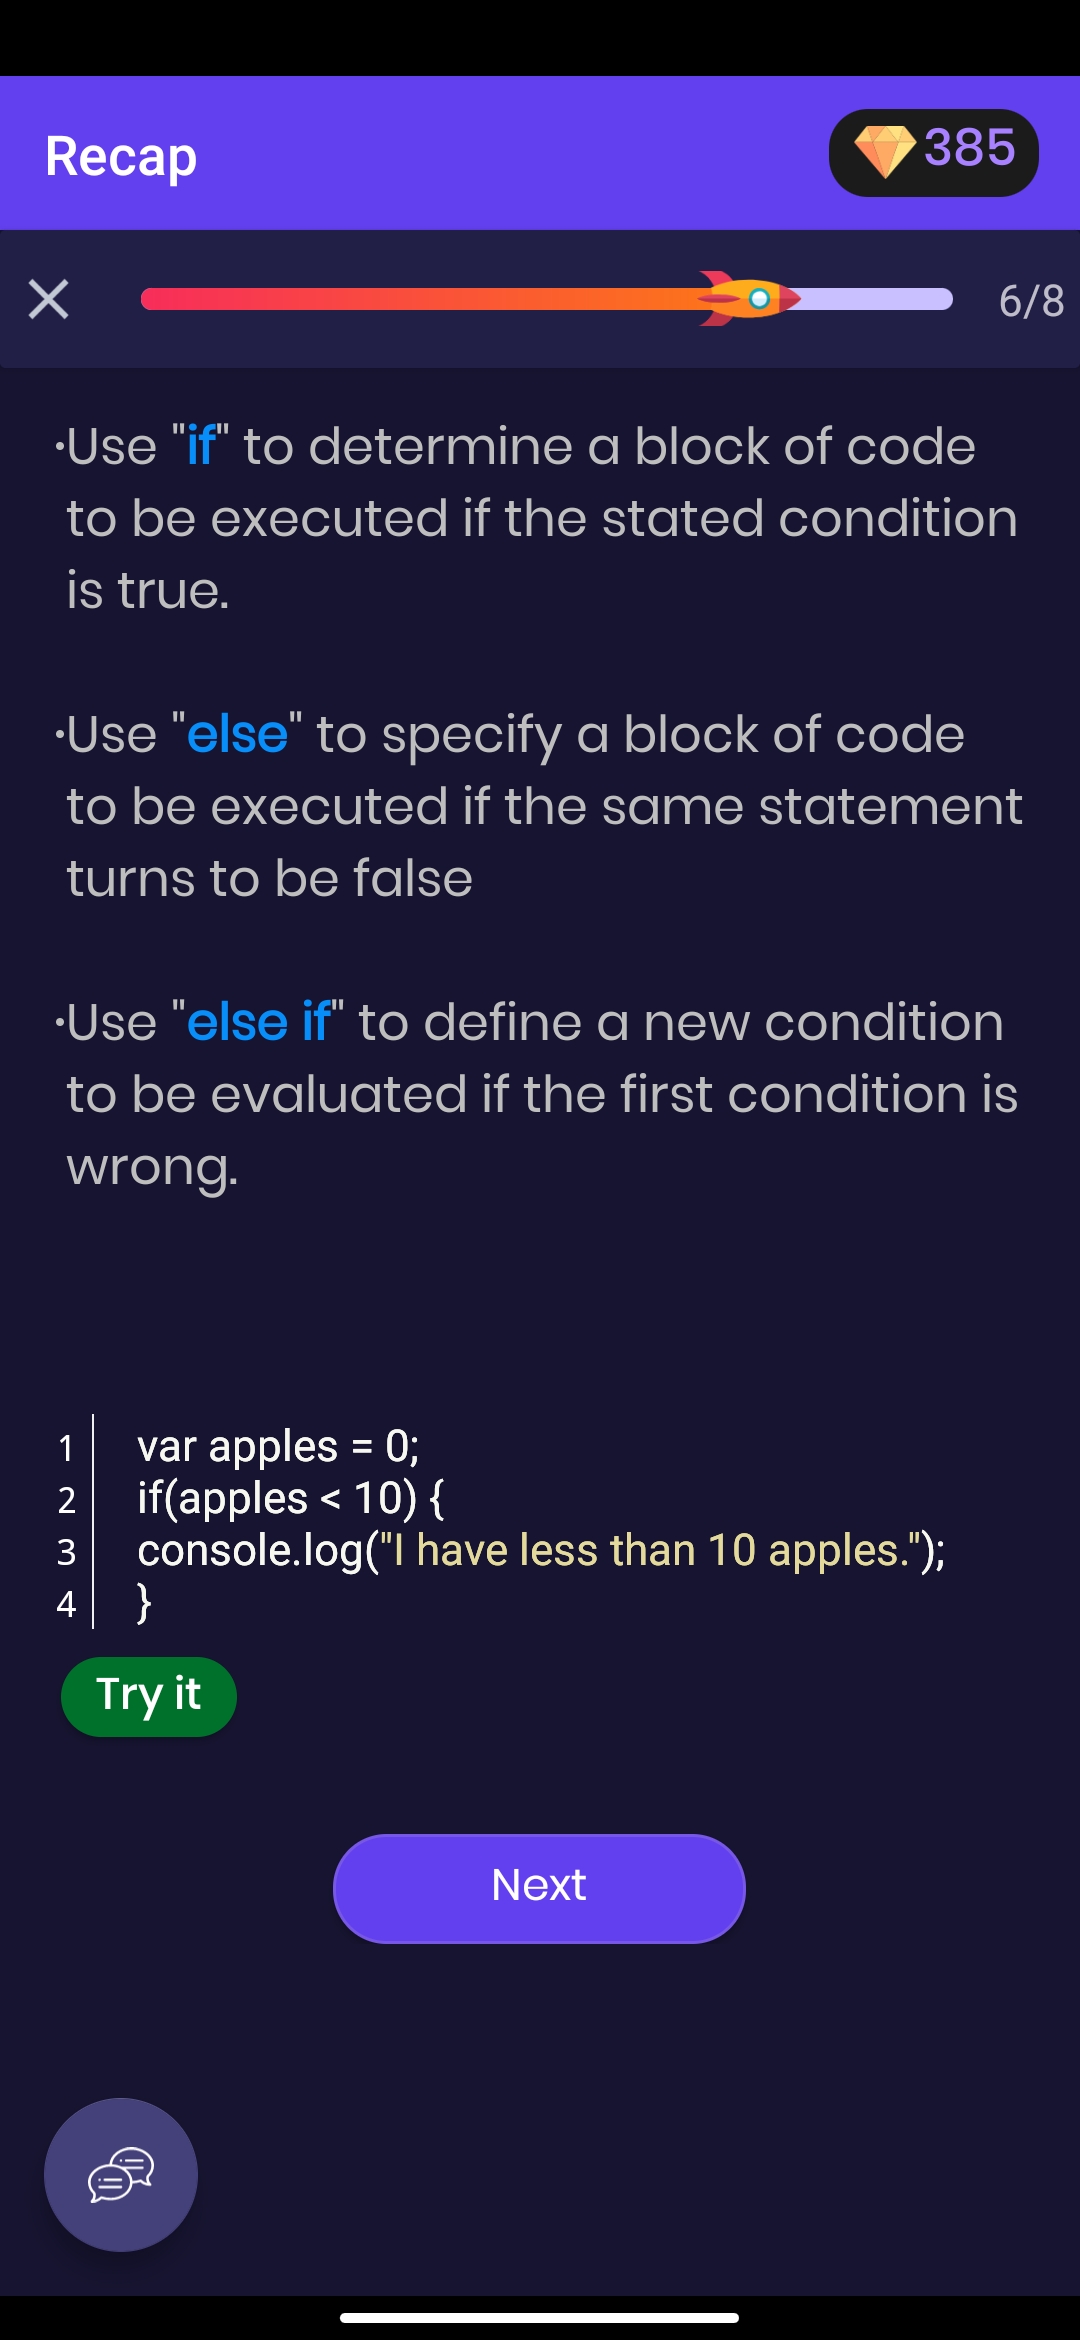 Recap
385
6/8
·Use "if" to determine a block of code
to be executed if the stated condition
is true.
·Use "else" to specify a block of code
to be executed if the same statement
turns to be false
·Use "else if" to define a new condition
to be evaluated if the first condition is
wrong.
1 var apples = 0;
2 if(apples < 10) {
3 console.log("I have less than 10 apples.");
4 }
Try it
Next